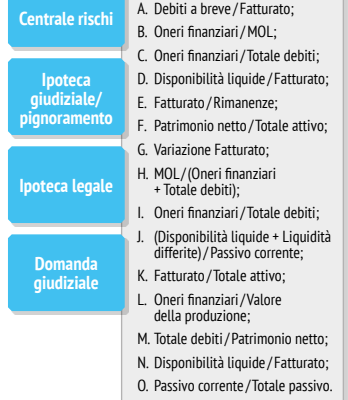 Centrale rischi
Ipoteca
giudiziale/
pignoramento
Ipoteca legale
Domanda
giudiziale
A. Debiti a breve/Fatturato;
B. Oneri finanziari/MOL;
C. Oneri finanziari/Totale debiti;
D. Disponibilità liquide/Fatturato;
E. Fatturato/Rimanenze;
F. Patrimonio netto/Totale attivo;
G. Variazione Fatturato;
H. MOL/(Oneri finanziari
+ Totale debiti);
I. Oneri finanziari/Totale debiti;
J. (Disponibilità liquide + Liquidità
differite)/Passivo corrente;
K. Fatturato/Totale attivo;
L. Oneri finanziari/Valore
della produzione;
M. Totale debiti/Patrimonio netto;
N. Disponibilità liquide/Fatturato;
O. Passivo corrente/Totale passivo.